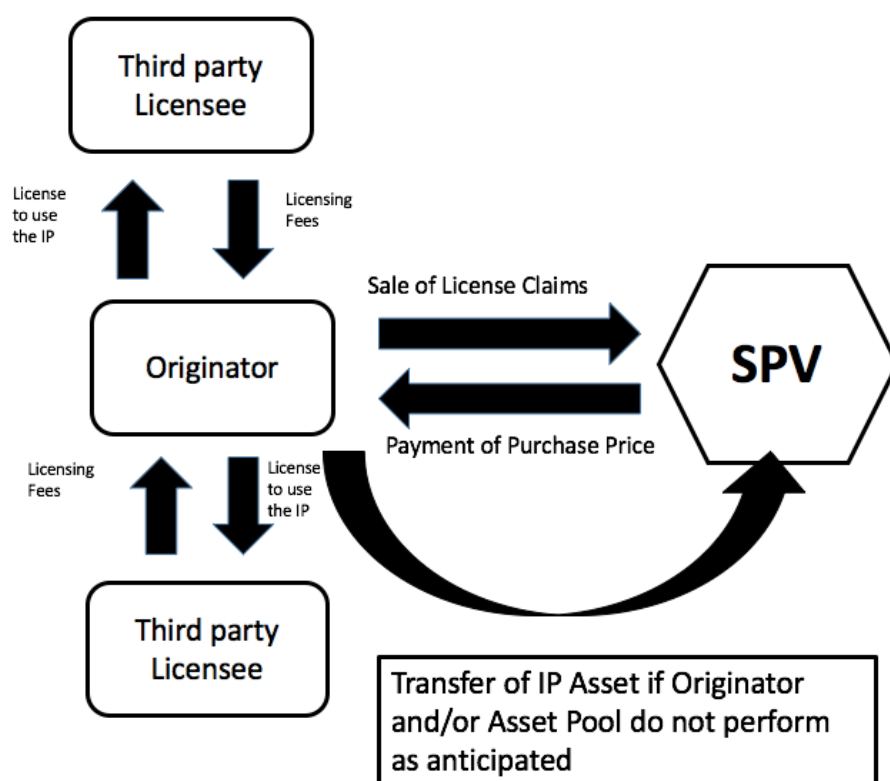 Third party
Licensee
License
to use
the IP
Licensing
Fees
Sale of License Claims
Originator
SPV
Payment of Purchase Price
Licensing
Fees
License
to use
the IP
Third party
Licensee
Transfer of IP Asset if Originator
and/or Asset Pool do not perform
as anticipated